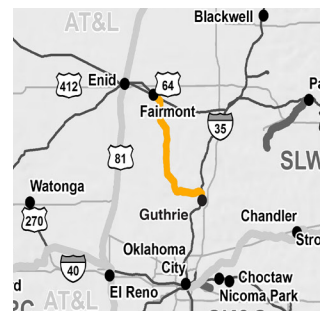 AT&L
Blackwell
Enid
64
412
Fairmont
Pa
35
81
SLW
Watonga
Guthrie
Chandler
270
Oklahoma
City
Stro
40
Choctaw
rd
El Reno
Nicoma Park
AT&L